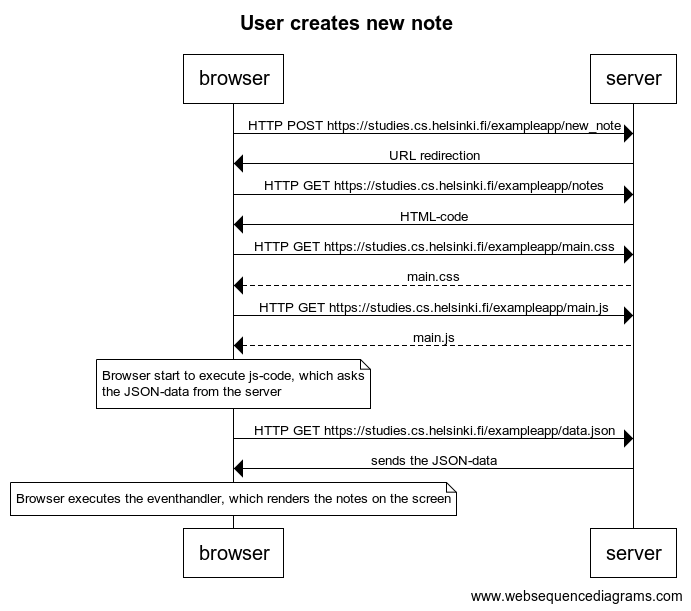 User creates new note
browser server
HTTP POST https://studies.cs.helsinki.fi/exampleapp/new_note
URL redirection
HTTP GET https://studies.cs.helsinki.fi/exampleapp/notes
HTML-code
HTTP GET https://studies.cs.helsinki.fi/exampleapp/main.css
main.css
HTTP GET https://studies.cs.helsinki.fi/exampleapp/main.js
main.js
Browser start to execute js-code, which asks
the JSON-data from the server
HTTP GET https://studies.cs.helsinki.fi/exampleapp/data.json
sends the JSON-data
Browser executes the eventhandler, which renders the notes on the screen
browser server
www.websequencediagrams.com